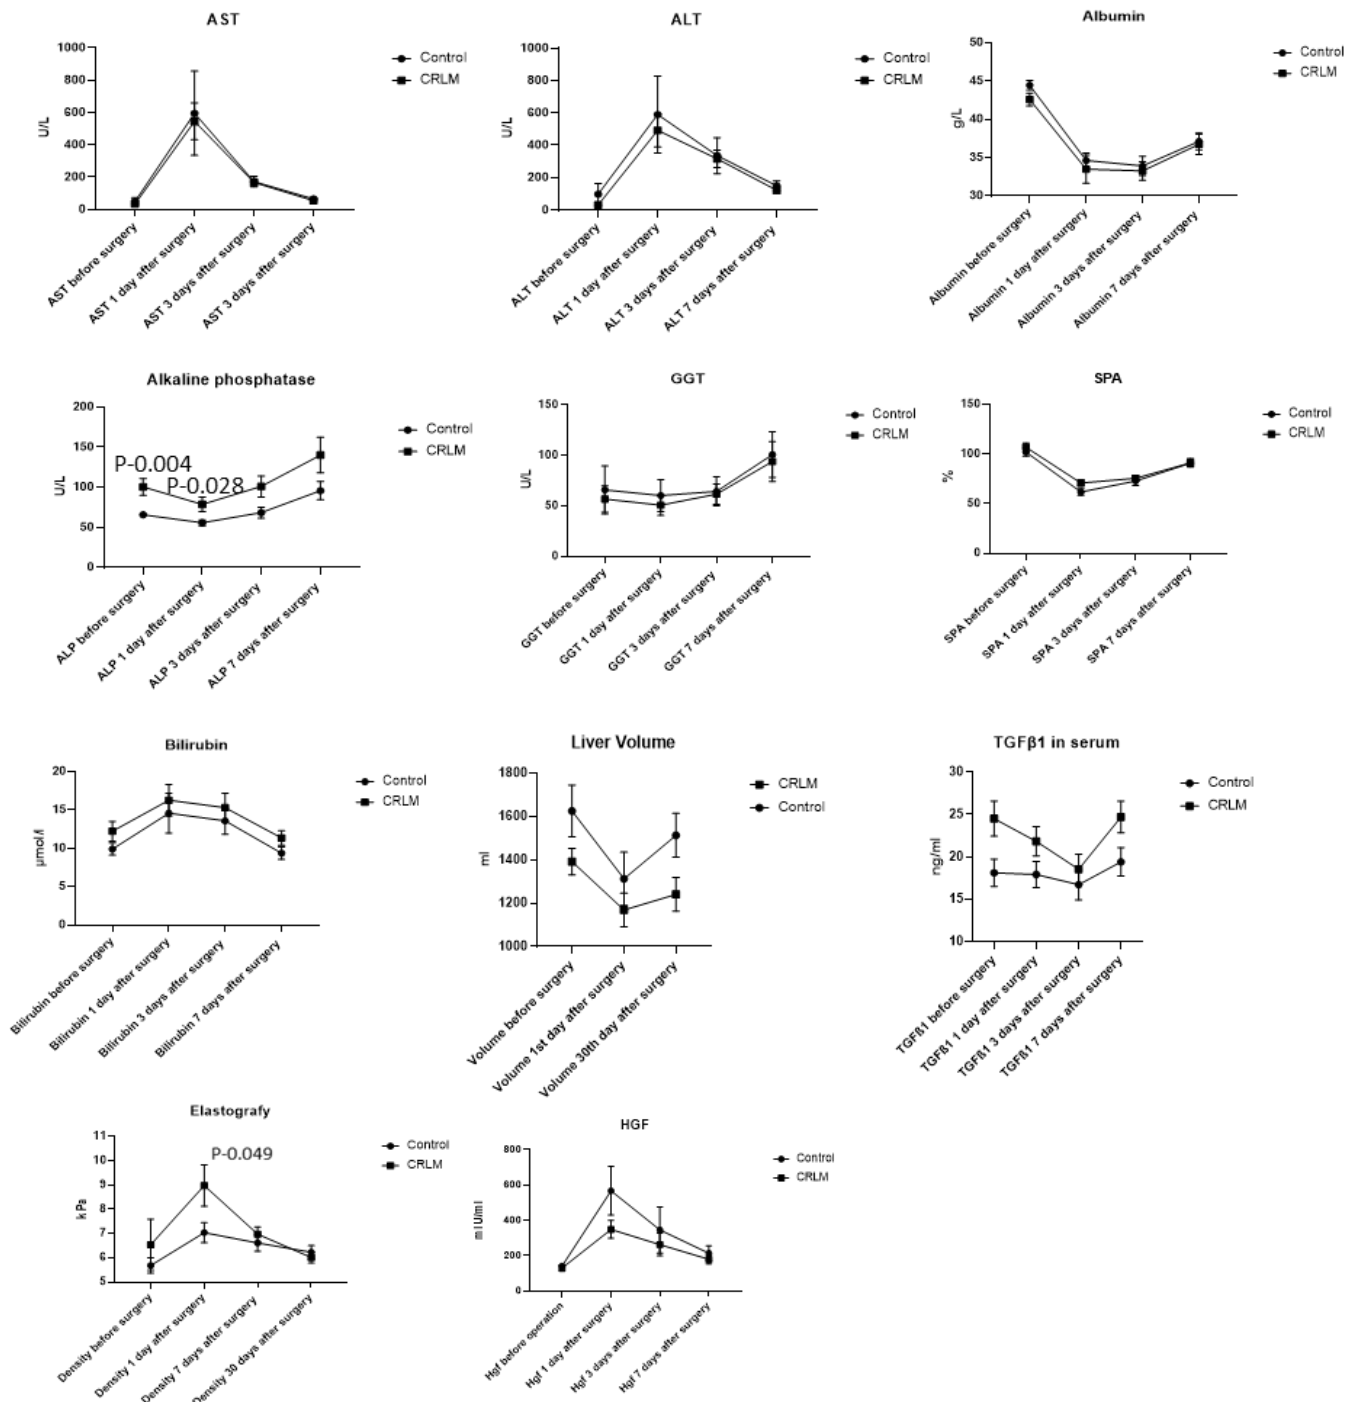 AST
1000
800
600
400
200
0
U/L
Control
CRLM
AST before surgery
AST 1 day after surgery
AST 3 days after surgery
AST 3 days after surgery
ALT
1000
800
600
400
200
0
U/L
Control
CRLM
ALT before surgery
ALT 1 day after surgery
ALT 3 days after surgery
ALT 7 days after surgery
Albumin
50
45
40
35
30
g/L
Control
CRLM
Albumin before surgery
Albumin 1 day after surgery
Albumin 3 days after surgery
Albumin 7 days after surgery
Alkaline phosphatase
200
150
100
50
0
U/L
P-0.004
P-0.028
Control
CRLM
ALP before surgery
ALP 1 day after surgery
ALP 3 days after surgery
ALP 7 days after surgery
GGT
150
100
50
0
U/L
Control
CRLM
GGT before surgery
GGT 1 day after surgery
GGT 3 days after surgery
GGT 7 days after surgery
SPA
150
100
50
0
%
Control
CRLM
SPA before surgery
SPA 1 day after surgery
SPA 3 days after surgery
SPA 7 days after surgery
Bilirubin
20
15
10
5
0
µmol/l
Control
CRLM
Bilirubin before surgery
Bilirubin 1 day after surgery
Bilirubin 3 days after surgery
Bilirubin 7 days after surgery
Liver Volume
1800
1600
1400
1200
1000
ml
CRLM
Control
Volume before surgery
Volume 1st day after surgery
Volume 30th day after surgery
TGFβ1 in serum
30
25
20
15
10
ng/ml
Control
CRLM
TGFβ1 before surgery
TGFβ1 1 day after surgery
TGFβ1 3 days after surgery
TGFβ1 7 days after surgery
Elastografy
11
10
9
8
7
6
5
kPa
P-0.049
Control
CRLM
Density before surgery
Density 1 day after surgery
Density 7 days after surgery
Density 30 days after surgery
HGF
800
600
400
200
0
mIU/ml
Control
CRLM
Hgf before operation
Hgf 1 day after surgery
Hgf 3 days after surgery
Hgf 7 days after surgery